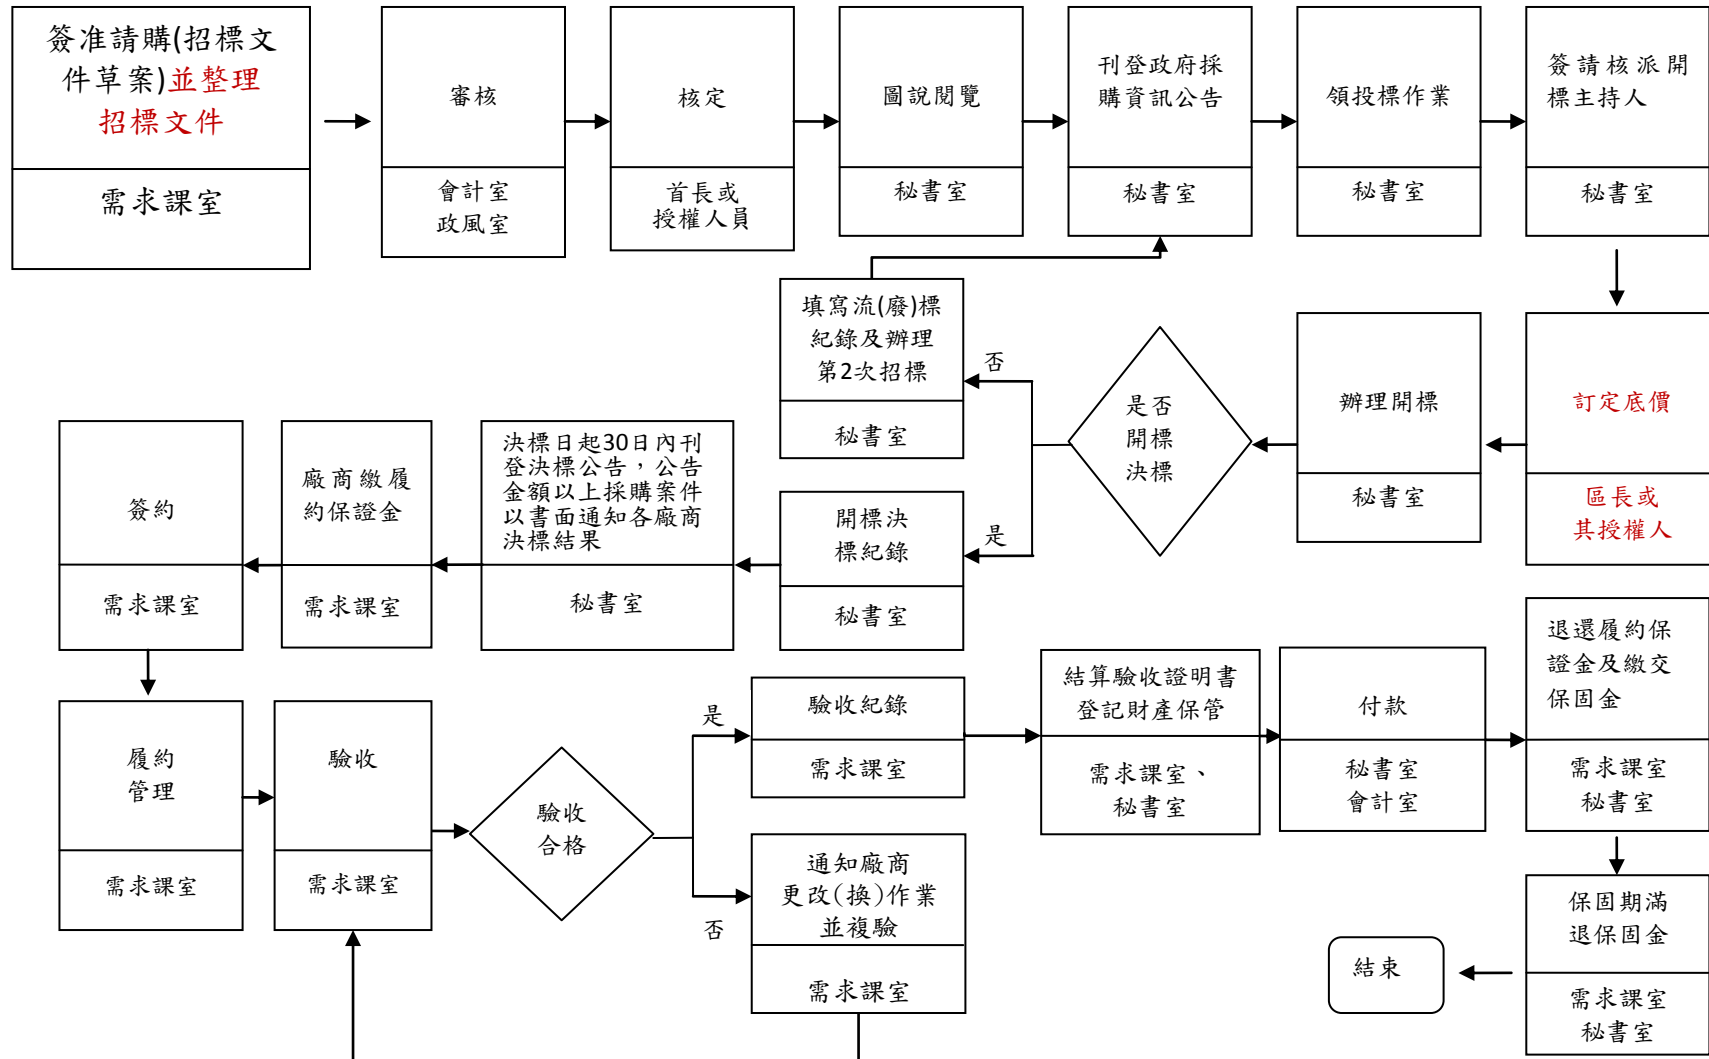 簽准請購(招標文
件草案)並整理
招標文件
需求課室
審核
會計室
政風室
核定
首長或
授權人員
圖說閱覽
秘書室
刊登政府採
購資訊公告
秘書室
領投標作業
秘書室
簽請核派開
標主持人
秘書室
訂定底價
區長或
其授權人
辦理開標
秘書室
是否
開標
決標
否
填寫流(廢)標
紀錄及辦理
第2次招標
秘書室
是
開標決
標紀錄
秘書室
決標日起30日內刊
登決標公告，公告
金額以上採購案件
以書面通知各廠商
決標結果
秘書室
廠商繳履
約保證金
需求課室
簽約
需求課室
履約
管理
需求課室
驗收
需求課室
驗收
合格
是
驗收紀錄
需求課室
否
通知廠商
更改(換)作業
並複驗
需求課室
結算驗收證明書
登記財產保管
需求課室、
秘書室
付款
秘書室
會計室
退還履約保
證金及繳交
保固金
需求課室
秘書室
保固期滿
退保固金
需求課室
秘書室
結束